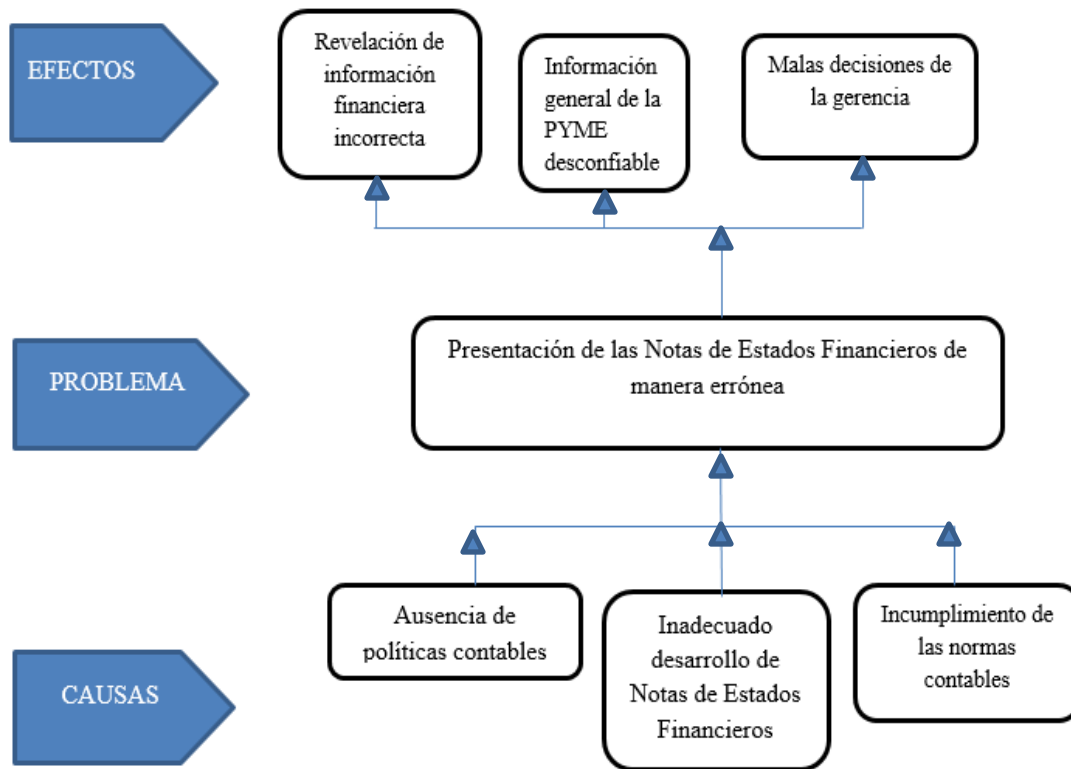 EFECTOS
Revelación de
información
financiera
incorrecta
Información
general de la
PYME
desconfiable
Malas decisiones de
la gerencia
PROBLEMA
Presentación de las Notas de Estados Financieros de
manera errónea
CAUSAS
Ausencia de
políticas contables
Inadecuado
desarrollo de
Notas de Estados
Financieros
Incumplimiento de
las normas
contables